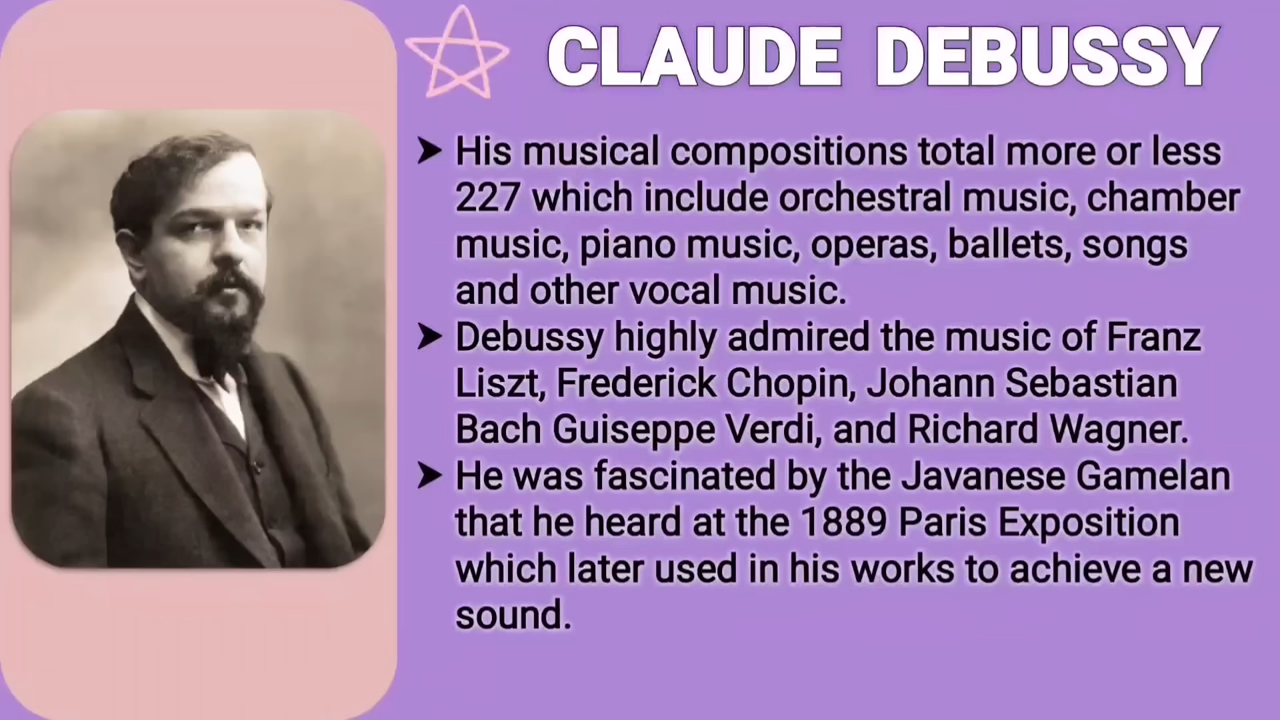 CLAUDE DEBUSSY
➤ His musical compositions total more or less
227 which include orchestral music, chamber
music, piano music, operas, ballets, songs
and other vocal music.
➤ Debussy highly admired the music of Franz
Liszt, Frederick Chopin, Johann Sebastian
Bach Guiseppe Verdi, and Richard Wagner.
➤ He was fascinated by the Javanese Gamelan
that he heard at the 1889 Paris Exposition
which later used in his works to achieve a new
sound.